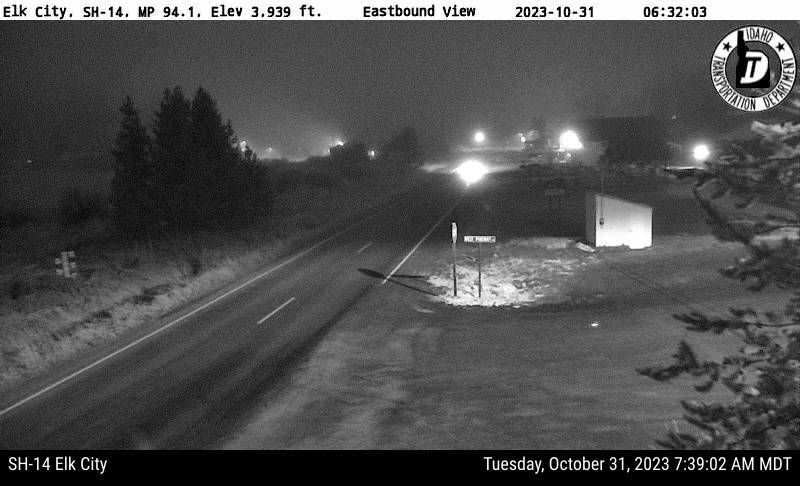 Elk City, SH-14, MP 94.1, Elev 3,939 ft. Eastbound View 2023-10-31 06:32:03
IDAHO
TRANSPORTATION DEPARTMENT
SH-14 Elk City Tuesday, October 31, 2023 7:39:02 AM MDT